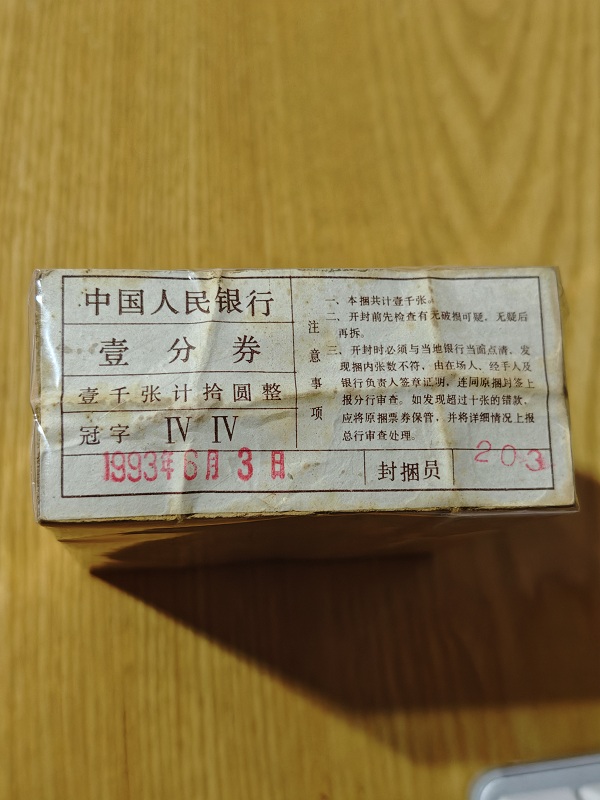 中国人民银行
壹分券
壹千张计拾圆整
冠字 Ⅳ Ⅳ
1993年6月3日
注意事项
一、本捆共计壹千张。
二、开封前先检查有无破损可疑，无疑后
再拆。
三、开封时必须与当地银行当面点清，发
现捆内张数不符，由在场人、经手人及
银行负责人签章证明，连同原捆封签上
报分行审查。如发现超过十张的错款，
应将原捆票券保管，并将详细情况上报
总行审查处理。
封捆员
203